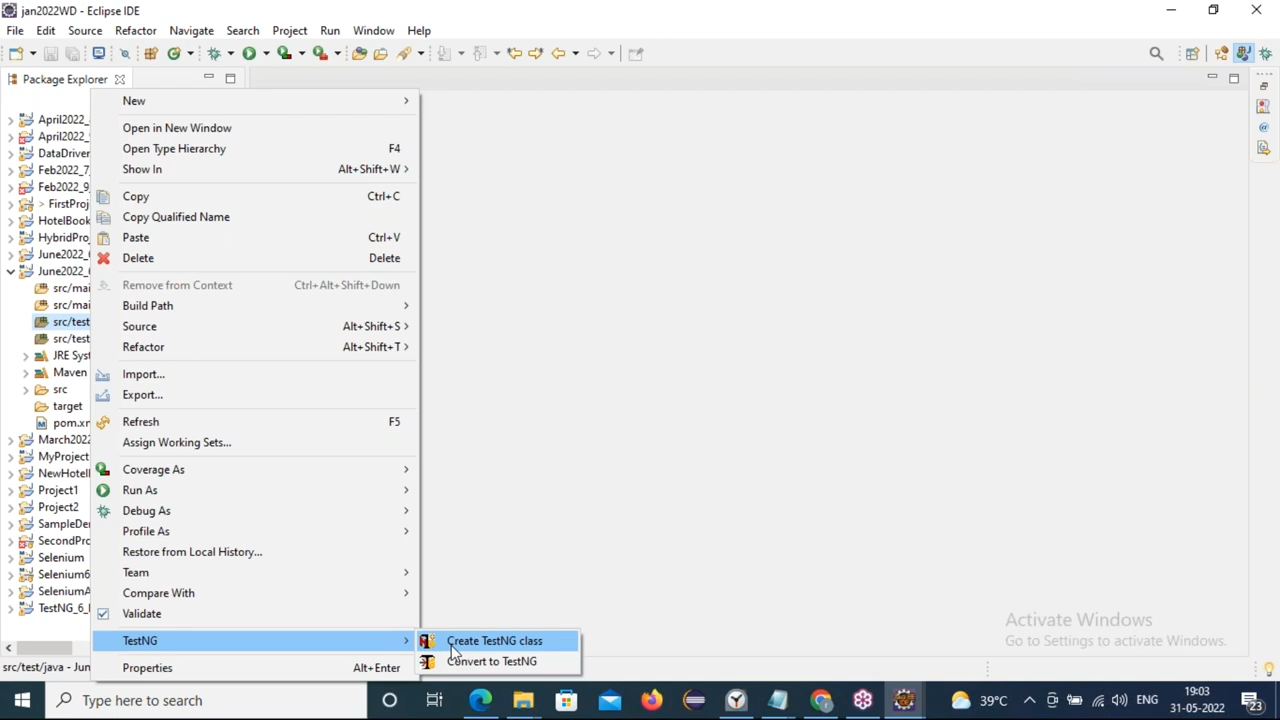 jan2022WD - Eclipse IDE
File Edit Source Refactor Navigate Search Project Run Window Help
Package Explorer
April2022_
April2022_
DataDriver
Feb2022_7
Feb2022_9
> FirstProj
HotelBook
HybridProj
June2022_
June2022_
src/mai
src/mai
src/test
src/test
JRE Syst
Maven
src
target
pom.xm
March2022
MyProject
NewHotel
Project1
Project2
SampleDe
SecondPro
Selenium
Selenium6
SeleniumA
TestNG_6_
New
Open in New Window
Open Type Hierarchy F4
Show In Alt+Shift+W >
Copy Ctrl+C
Copy Qualified Name
Paste Ctrl+V
Delete Delete
Remove from Context Ctrl+Alt+Shift+Down
Build Path
Source Alt+Shift+S >
Refactor Alt+Shift+T >
Import...
Export...
Refresh F5
Assign Working Sets...
Coverage As
Run As
Debug As
Profile As
Restore from Local History...
Team
Compare With
Validate
TestNG
Properties Alt+Enter
Create TestNG class
Convert to TestNG
Activate Windows
Go to Settings to activate Windows.
src/test/java - Jun
Type here to search
39°C
ENG
19:03
31-05-2022
23